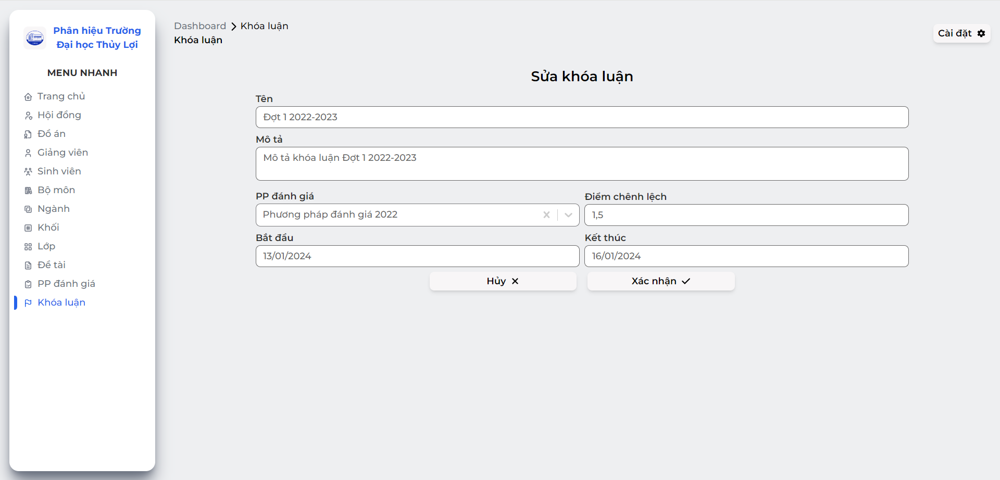 Phân hiệu Trường
Đại học Thủy Lợi
MENU NHANH
Trang chủ
Hội đồng
Đồ án
Giảng viên
Sinh viên
Bộ môn
Ngành
Khối
Lớp
Đề tài
PP đánh giá
Khóa luận
Dashboard Khóa luận
Khóa luận
Cài đặt
Sửa khóa luận
Tên
Đợt 1 2022-2023
Mô tả
Mô tả khóa luận Đợt 1 2022-2023
PP đánh giá
Phương pháp đánh giá 2022
Điểm chênh lệch
1,5
Bắt đầu
13/01/2024
Kết thúc
16/01/2024
Hủy
Xác nhận